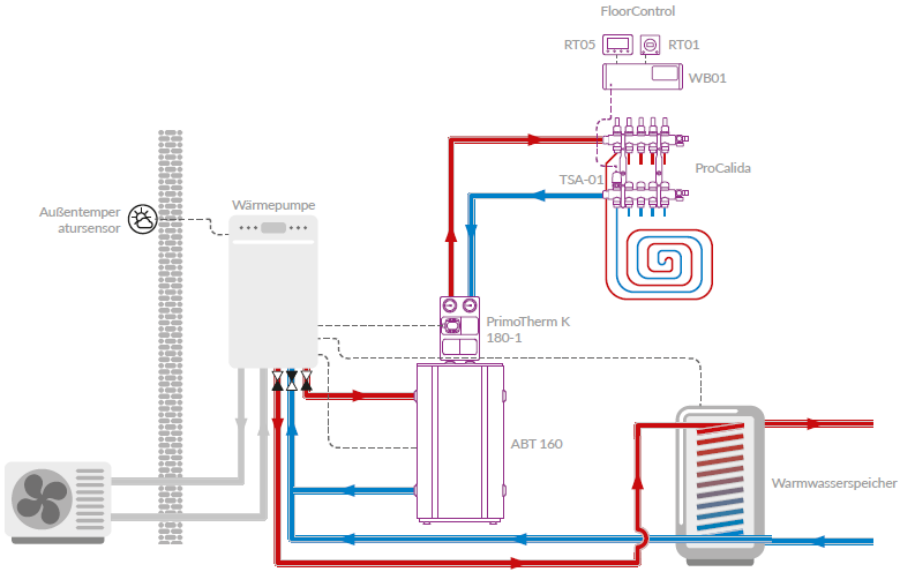 FloorControl
RT05
RT01
WB01
ProCalida
TSA-01
Außentemper
atursensor
Wärmepumpe
PrimoTherm K
180-1
ABT 160
Warmwasserspeicher